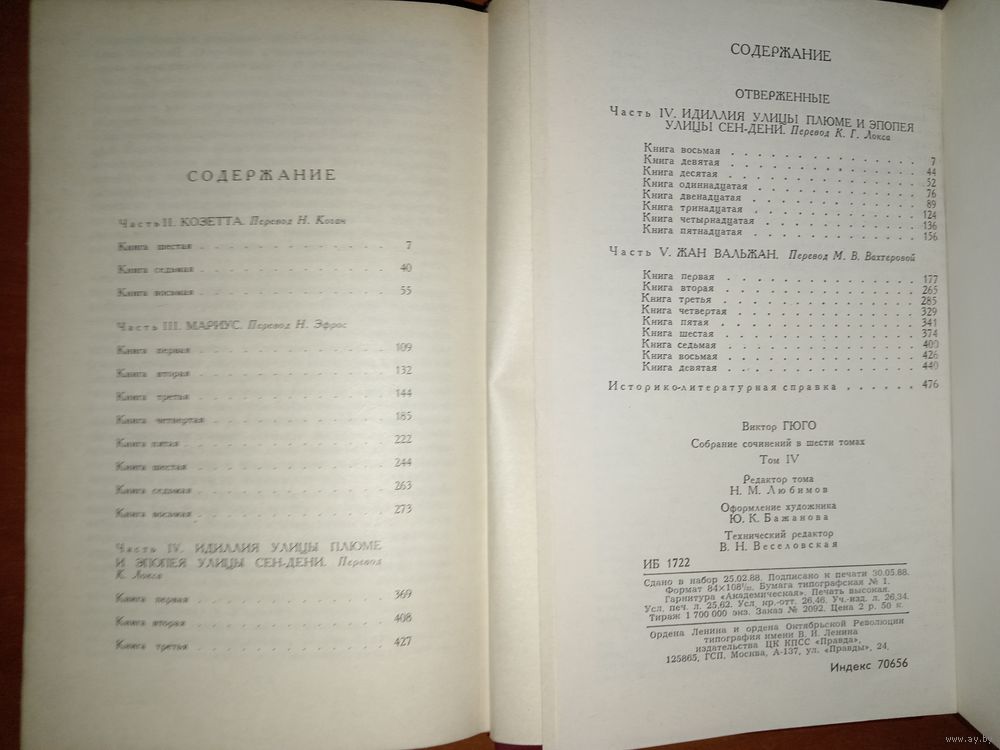 СОДЕРЖАНИЕ
Часть II. КОЗЕТТА. Перевод Н. Коган
Книга шестая . . . . . . . . . . 7
Книга седьмая . . . . . . . . . . 40
Книга восьмая . . . . . . . . . . 55
Часть III. МАРИУС. Перевод Н. Эфрос
Книга первая . . . . . . . . . . 109
Книга вторая . . . . . . . . . . 132
Книга третья . . . . . . . . . . 144
Книга четвертая . . . . . . . . . . 185
Книга пятая . . . . . . . . . . 222
Книга шестая . . . . . . . . . . 244
Книга седьмая . . . . . . . . . . 263
Книга восьмая . . . . . . . . . . 273
Часть IV. ИДИЛЛИЯ УЛИЦЫ ПЛЮМЕ
И ЭПОПЕЯ УЛИЦЫ СЕН-ДЕНИ. Перевод
К. Локса
Книга первая . . . . . . . . . . 369
Книга вторая . . . . . . . . . . 408
Книга третья . . . . . . . . . . 427
СОДЕРЖАНИЕ
ОТВЕРЖЕННЫЕ
Часть IV. ИДИЛЛИЯ УЛИЦЫ ПЛЮМЕ И ЭПОПЕЯ
УЛИЦЫ СЕН-ДЕНИ. Перевод К. Г. Локса
Книга восьмая . . . . . . . . . . 7
Книга девятая . . . . . . . . . . 44
Книга десятая . . . . . . . . . . 52
Книга одиннадцатая . . . . . . . . . . 76
Книга двенадцатая . . . . . . . . . . 89
Книга тринадцатая . . . . . . . . . . 124
Книга четырнадцатая . . . . . . . . . . 136
Книга пятнадцатая . . . . . . . . . . 156
Часть V. ЖАН ВАЛЬЖАН. Перевод М. В. Вахтеровой
Книга первая . . . . . . . . . . 177
Книга вторая . . . . . . . . . . 265
Книга третья . . . . . . . . . . 285
Книга четвертая . . . . . . . . . . 329
Книга пятая . . . . . . . . . . 341
Книга шестая . . . . . . . . . . 374
Книга седьмая . . . . . . . . . . 400
Книга восьмая . . . . . . . . . . 426
Книга девятая . . . . . . . . . . 440
Историко-литературная справка . . . . . . 476
Виктор ГЮГО
Собрание сочинений в шести томах
Том IV
Редактор тома
Н. М. Любимов
Оформление художника
Ю. К. Бажанова
Технический редактор
В. Н. Веселовская
ИБ 1722
Сдано в набор 25.02.88. Подписано к печати 30.05.88.
Формат 84×108¹/₃₂. Бумага типографская № 1.
Гарнитура «Академическая». Печать высокая.
Усл. печ. л. 25,62. Усл. кр.-отт. 26,46. Уч.-изд. л. 26,34.
Тираж 1 700 000 экз. Заказ № 2092. Цена 2 р. 50 к.
Ордена Ленина и ордена Октябрьской Революции
типография имени В. И. Ленина
издательства ЦК КПСС «Правда»,
125865, ГСП, Москва, А-137, ул. «Правды», 24.
Индекс 70656
www.ay.by